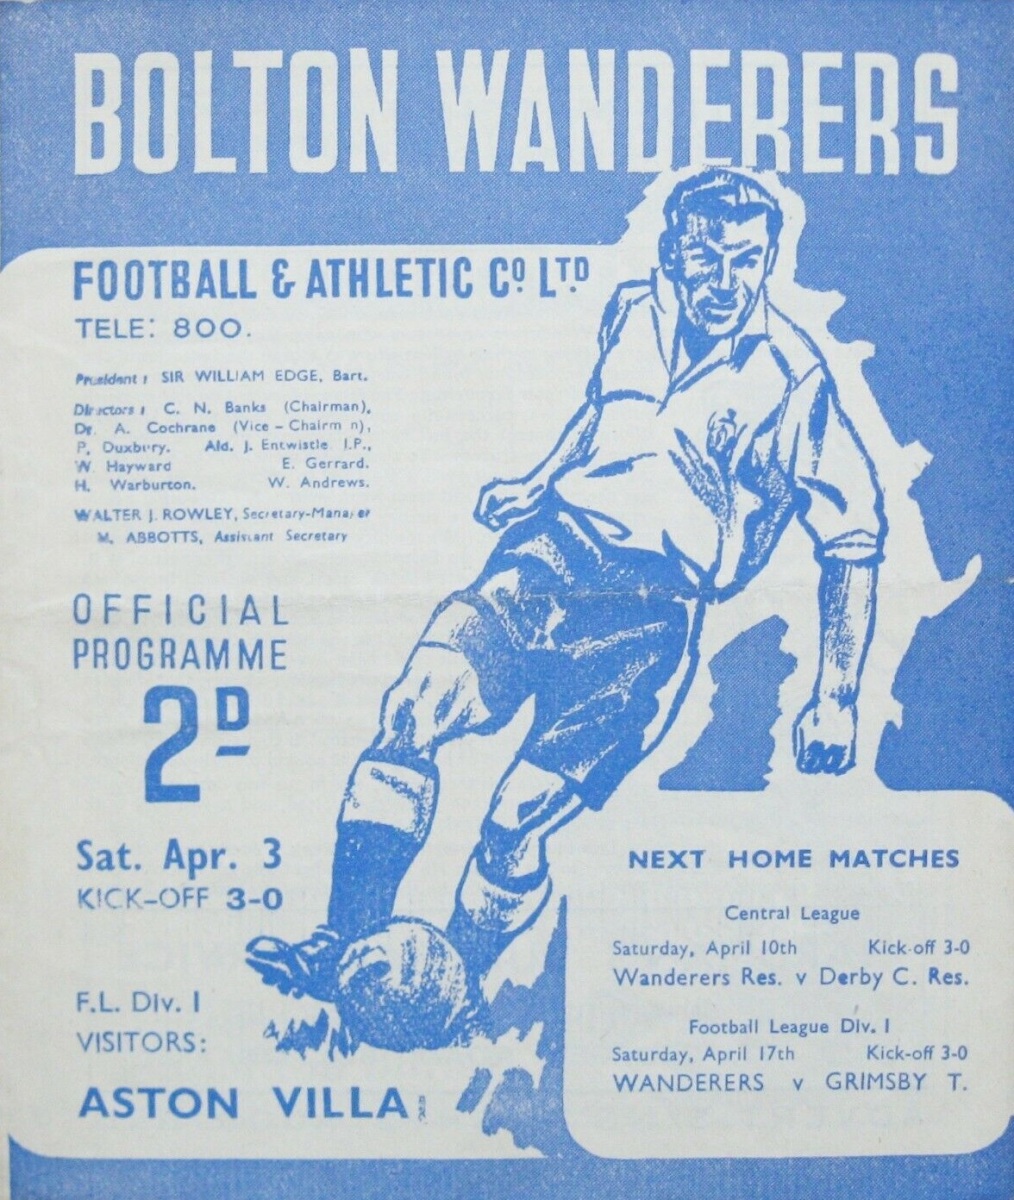 BOLTON WANDERERS
FOOTBALL & ATHLETIC Cº LTD
TELE: 800.
President: SIR WILLIAM EDGE, Bart.
Directors: C. N. Banks (Chairman),
Dr. A. Cochrane (Vice-Chairm n),
P. Duxbury. Ald. J. Entwistle J.P.,
W. Hayward E. Gerrard.
H. Warburton. W. Andrews.
WALTER J. ROWLEY, Secretary-Manager
M. ABBOTTS, Assistant Secretary
OFFICIAL
PROGRAMME
2D
Sat. Apr. 3
KICK-OFF 3-0
F.L. Div. I
VISITORS:
ASTON VILLA
NEXT HOME MATCHES
Central League
Saturday, April 10th Kick-off 3-0
Wanderers Res. v Derby C. Res.
Football League Div. I
Saturday, April 17th Kick-off 3-0
WANDERERS v GRIMSBY T.